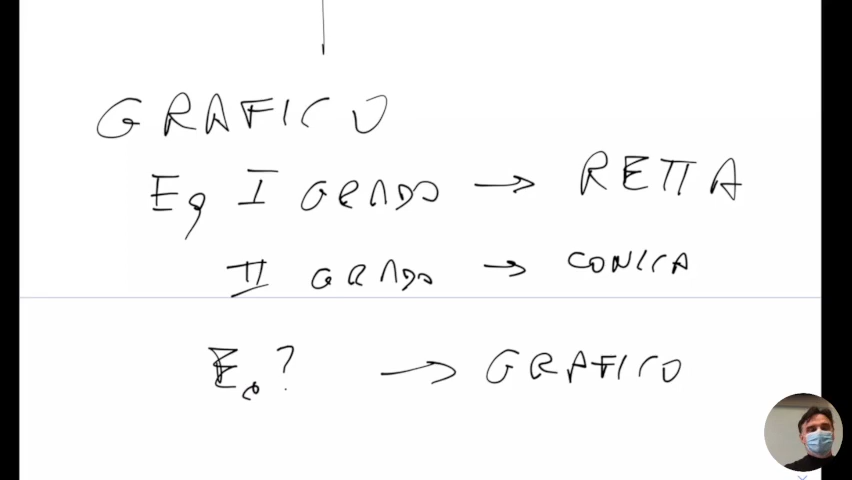 GRAFICO
Eq I GRADO → RETTA
II GRADO → CONICA
Eq? → GRAFICO